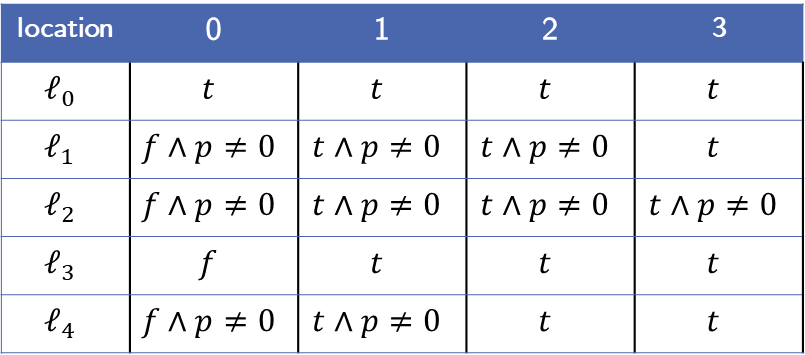 location 0 1 2 3
ℓ₀ t t t t
ℓ₁ f ∧ p ≠ 0 t ∧ p ≠ 0 t ∧ p ≠ 0 t
ℓ₂ f ∧ p ≠ 0 t ∧ p ≠ 0 t ∧ p ≠ 0 t ∧ p ≠ 0
ℓ₃ f t t t
ℓ₄ f ∧ p ≠ 0 t ∧ p ≠ 0 t t